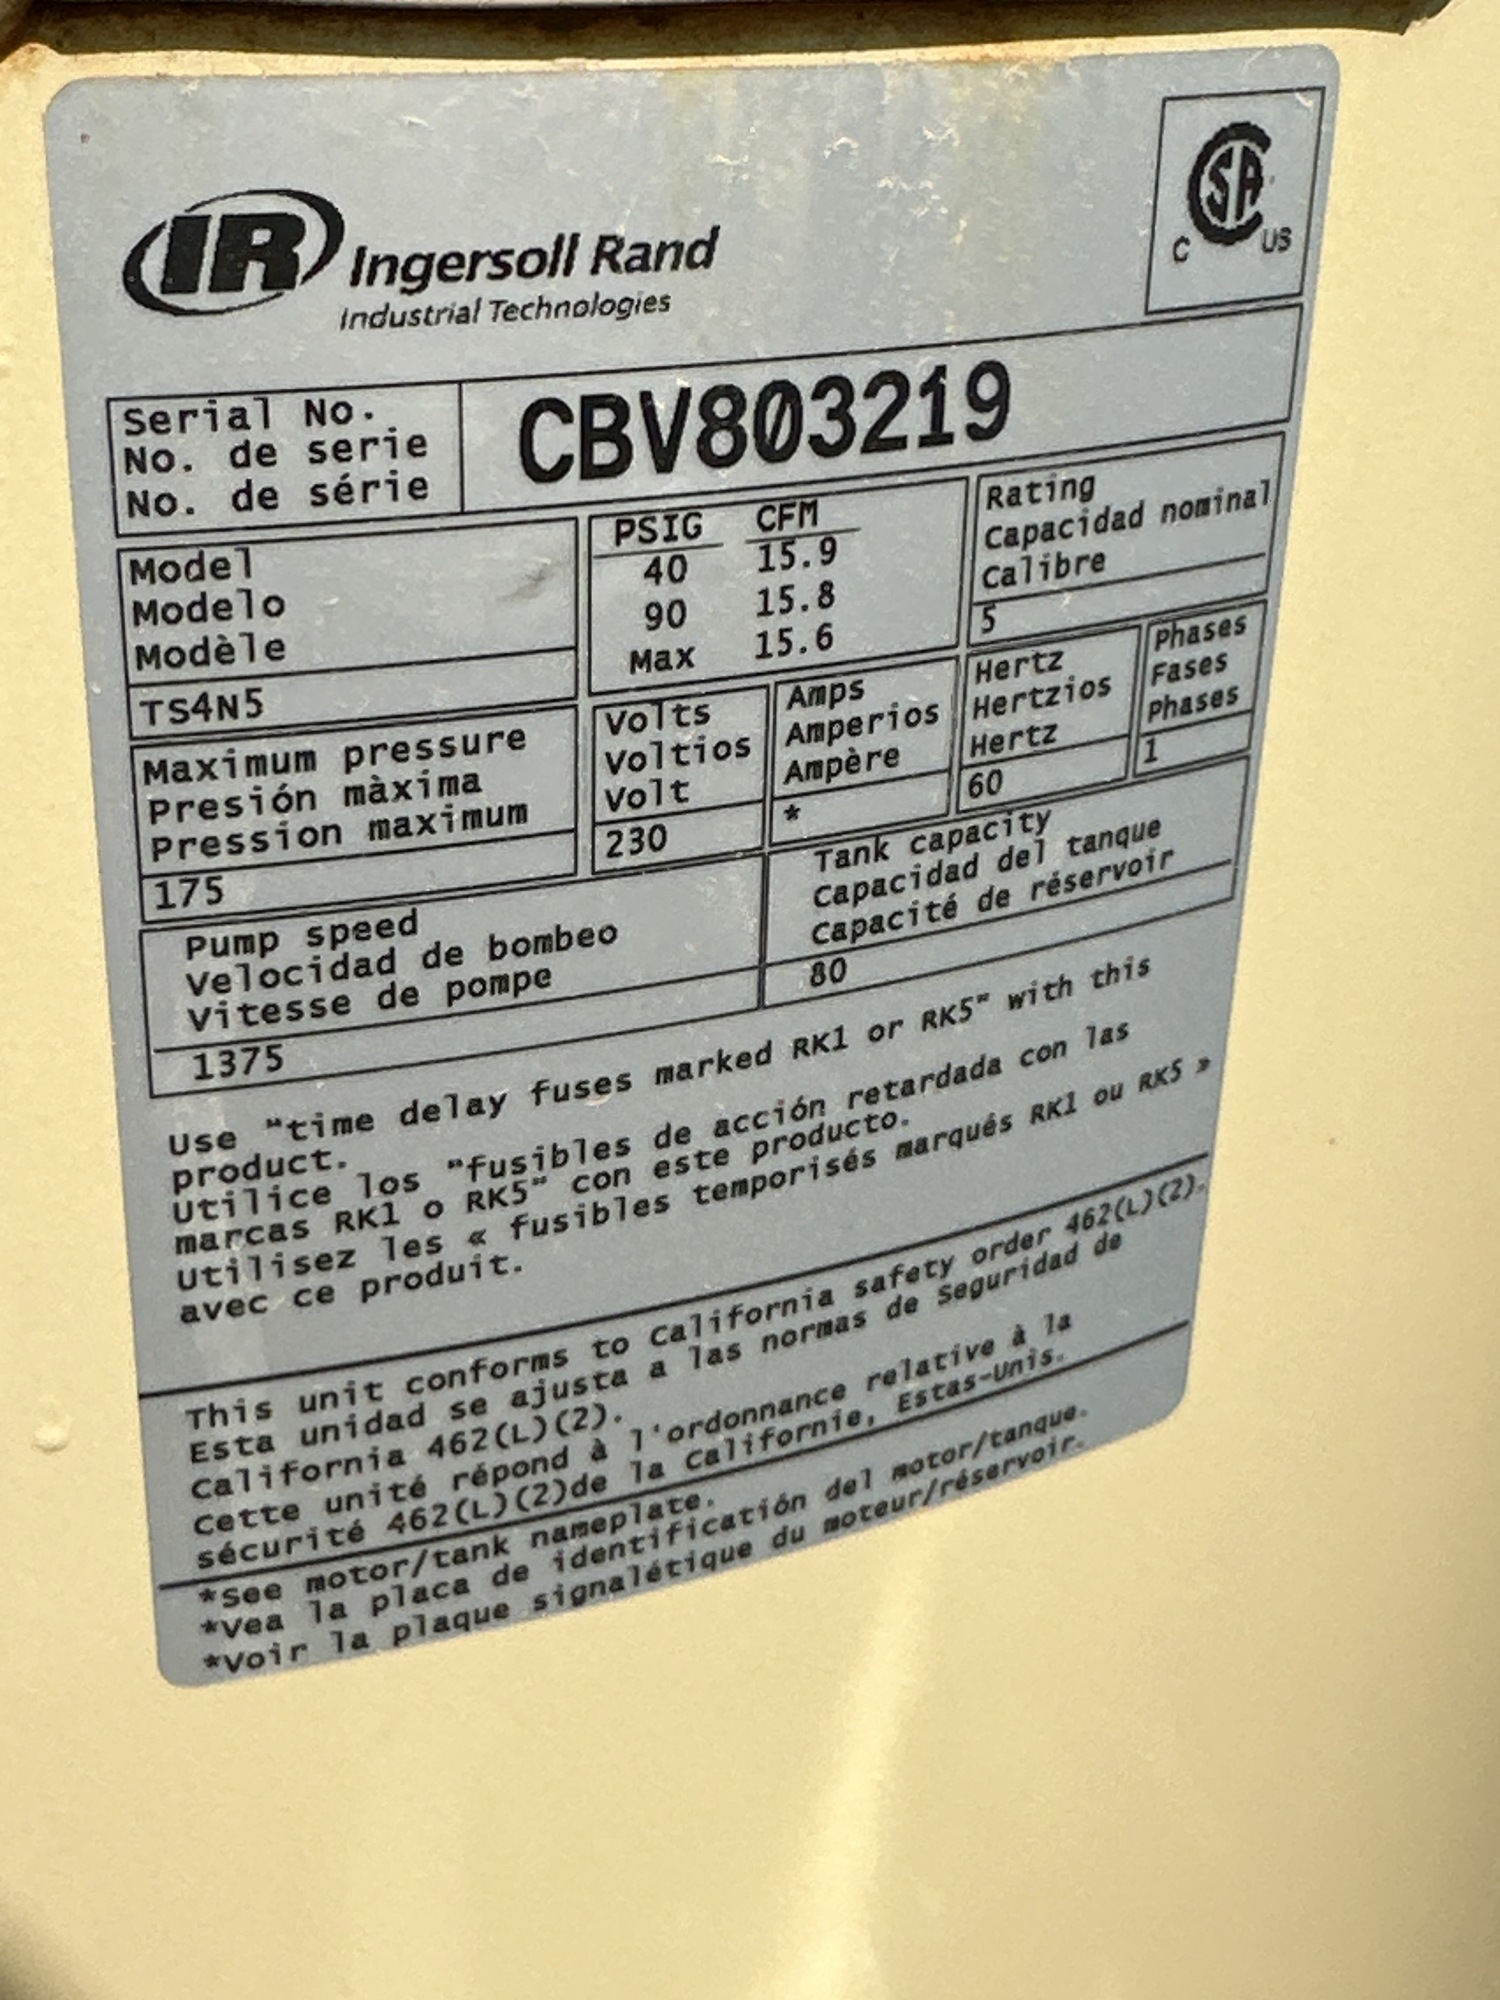 IR Ingersoll Rand
Industrial Technologies
CSA
C US
Serial No.
No. de serie
No. de série
CBV803219
Model
Modelo
Modèle
TS4N5
PSIG CFM
40 15.9
90 15.8
Max 15.6
Rating
Capacidad nominal
Calibre
5
Maximum pressure
Presión màxima
Pression maximum
175
Volts
Voltios
Volt
230
Amps
Amperios
Ampère
*
Hertz
Hertzios
Hertz
60
Phases
Fases
Phases
1
Pump speed
Velocidad de bombeo
Vitesse de pompe
1375
Tank capacity
Capacidad del tanque
Capacité de réservoir
80
Use "time delay fuses marked RK1 or RK5" with this
product.
Utilice los "fusibles de acción retardada con las
marcas RK1 o RK5" con este producto.
Utilisez les « fusibles temporisés marqués RK1 ou RK5 »
avec ce produit.
This unit conforms to California safety order 462(L)(2).
Esta unidad se ajusta a las normas de Seguridad de
California 462(L)(2).
Cette unité répond à l'ordonnance relative à la
sécurité 462(L)(2)de la Californie, Estas-Unis.
*See motor/tank nameplate.
*Vea la placa de identificación del motor/tanque.
*Voir la plaque signalétique du moteur/réservoir.